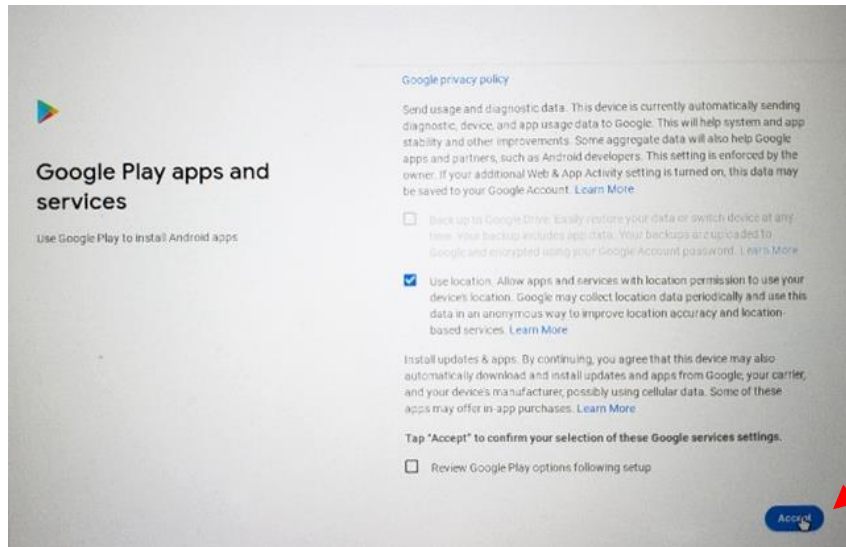 Google privacy policy
Send usage and diagnostic data. This device is currently automatically sending
diagnostic, device, and app usage data to Google. This will help system and app
stability and other improvements. Some aggregate data will also help Google
apps and partners, such as Android developers. This setting is enforced by the
owner. If your additional Web & App Activity setting is turned on, this data may
be saved to your Google Account. Learn More
Google Play apps and
services
Use Google Play to install Android apps
Back up to Google Drive. Easily restore your data or switch device at any
time. Your backup includes app data. Your backups are uploaded to
Google and encrypted using your Google Account password. Learn More
Use location. Allow apps and services with location permission to use your
device's location. Google may collect location data periodically and use this
data in an anonymous way to improve location accuracy and location-
based services. Learn More
Install updates & apps. By continuing, you agree that this device may also
automatically download and install updates and apps from Google, your carrier,
and your device's manufacturer, possibly using cellular data. Some of these
apps may offer in-app purchases. Learn More
Tap "Accept" to confirm your selection of these Google services settings.
Review Google Play options following setup
Accept